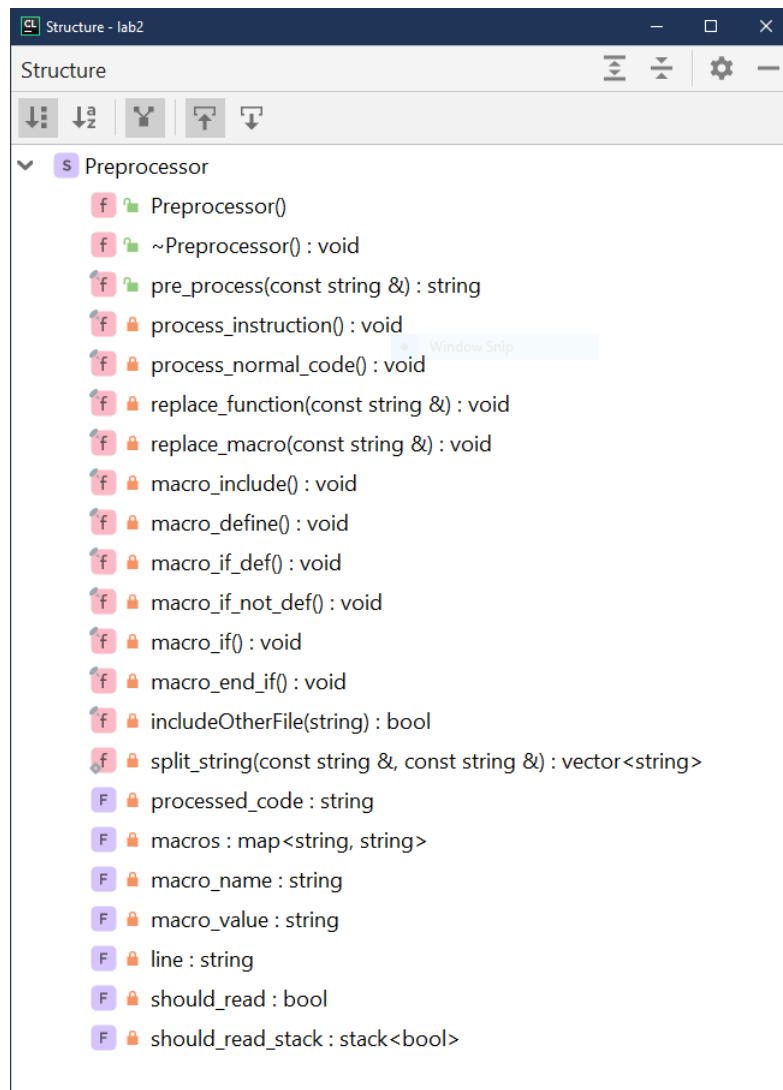 CL Structure - lab2
Structure
a
z
S Preprocessor
f Preprocessor()
f ~Preprocessor() : void
f pre_process(const string &) : string
f process_instruction() : void
Window Snip
f process_normal_code() : void
f replace_function(const string &) : void
f replace_macro(const string &) : void
f macro_include() : void
f macro_define() : void
f macro_if_def() : void
f macro_if_not_def() : void
f macro_if() : void
f macro_end_if() : void
f includeOtherFile(string) : bool
f split_string(const string &, const string &) : vector<string>
F processed_code : string
F macros : map<string, string>
F macro_name : string
F macro_value : string
F line : string
F should_read : bool
F should_read_stack : stack<bool>